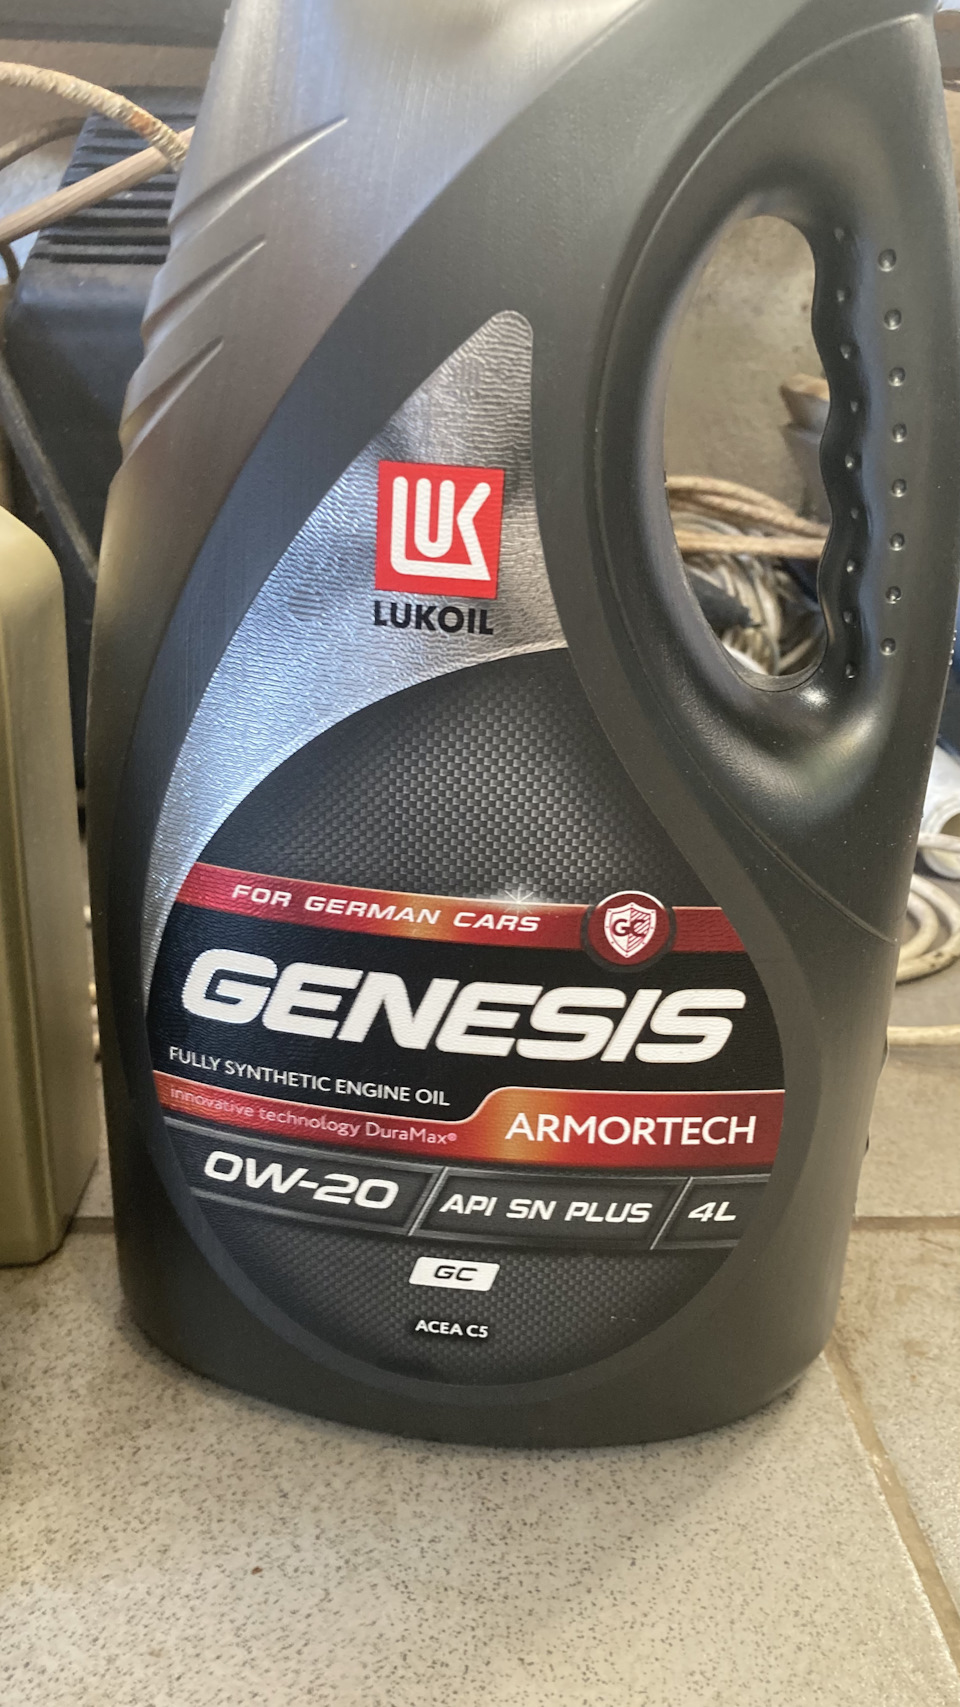 LUK
LUKOIL
FOR GERMAN CARS
GC
GENESIS
FULLY SYNTHETIC ENGINE OIL
innovative technology DuraMax®
ARMORTECH
0W-20
API SN PLUS
4L
GC
ACEA C5